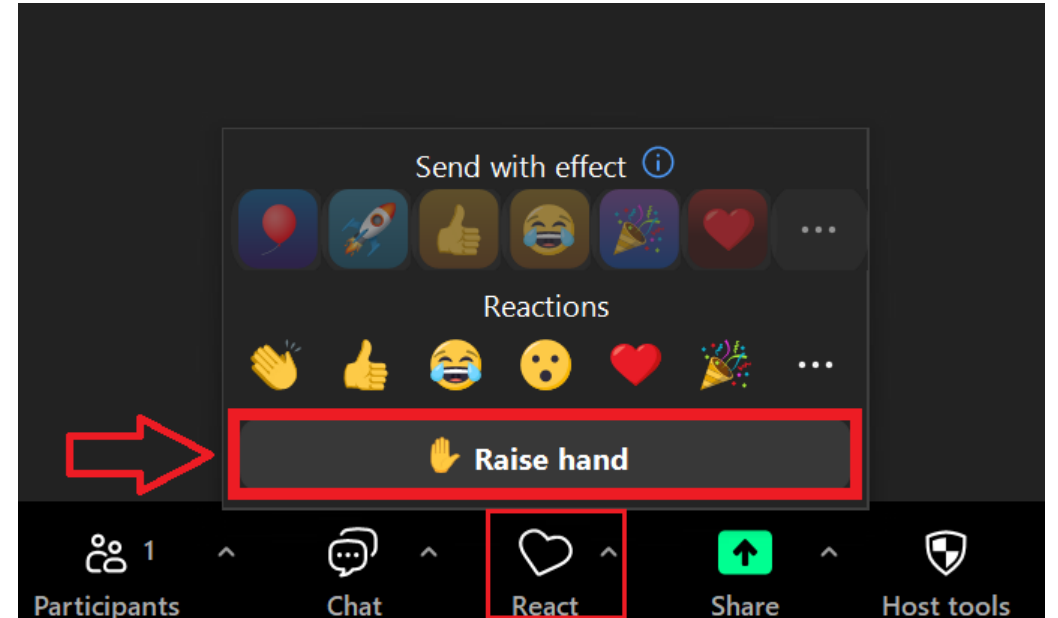 Send with effect
Reactions
Raise hand
1
Participants Chat React Share Host tools